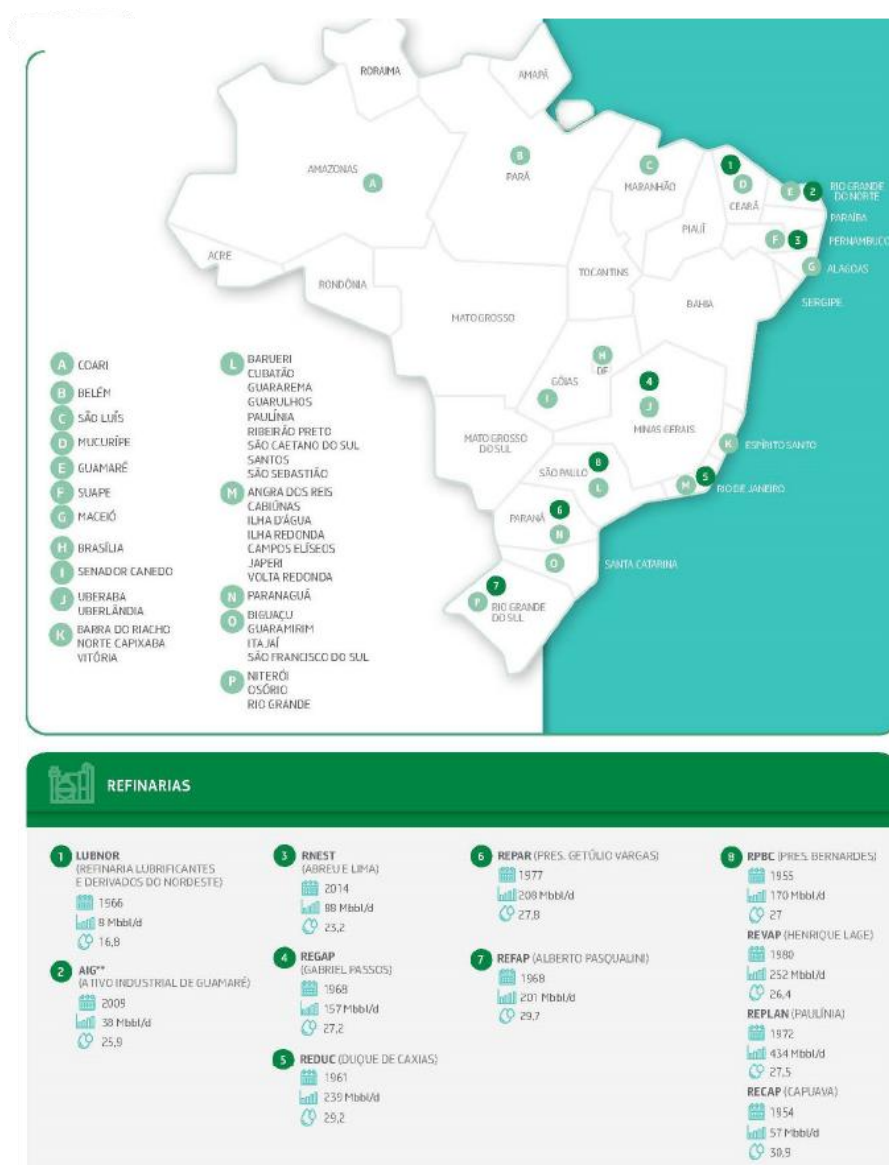 RORAIMA
AMAPÁ
AMAZONAS
A
B
PARÁ
C
MARANHÃO
1
D
CEARÁ
E
2
RIO GRANDE
DO NORTE
PARAÍBA
PIAUÍ
F
3
PERNAMBUCO
ACRE
G
ALAGOAS
RONDÔNIA
TOCANTINS
BAHIA
SERGIPE
MATO GROSSO
H
DF
GÓIAS
I
4
J
MINAS GERAIS
MATO GROSSO
DO SUL
K
ESPÍRITO SANTO
8
SÃO PAULO
L
5
M
RIO DE JANEIRO
6
PARANÁ
N
O
SANTA CATARINA
7
P
RIO GRANDE
DO SUL
A COARI
B BELÉM
C SÃO LUÍS
D MUCURÍPE
E GUAMARÉ
F SUAPE
G MACEIÓ
H BRASÍLIA
I SENADOR CANEDO
J UBERABA
UBERLÂNDIA
K BARRA DO RIACHO
NORTE CAPIXABA
VITÓRIA
L BARUERI
CUBATÃO
GUARAREMA
GUARULHOS
PAULÍNIA
RIBEIRÃO PRETO
SÃO CAETANO DO SUL
SANTOS
SÃO SEBASTIÃO
M ANGRA DOS REIS
CABIÚNAS
ILHA D'ÁGUA
ILHA REDONDA
CAMPOS ELÍSEOS
JAPERI
VOLTA REDONDA
N PARANAGUÁ
O BIGUAÇU
GUARAMIRIM
ITAJAÍ
SÃO FRANCISCO DO SUL
P NITERÓI
OSÓRIO
RIO GRANDE
REFINARIAS
1 LUBNOR
(REFINARIA LUBRIFICANTES
E DERIVADOS DO NORDESTE)
1966
8 Mbbl/d
16,8
2 AIG**
(ATIVO INDUSTRIAL DE GUAMARÉ)
2009
38 Mbbl/d
25,9
3 RNEST
(ABREU E LIMA)
2014
88 Mbbl/d
23,2
4 REGAP
(GABRIEL PASSOS)
1968
157 Mbbl/d
27,2
5 REDUC (DUQUE DE CAXIAS)
1961
239 Mbbl/d
29,2
6 REPAR (PRES. GETÚLIO VARGAS)
1977
208 Mbbl/d
27,8
7 REFAP (ALBERTO PASQUALINI)
1968
201 Mbbl/d
29,7
8 RPBC (PRES. BERNARDES)
1955
170 Mbbl/d
27
REVAP (HENRIQUE LAGE)
1980
252 Mbbl/d
26,4
REPLAN (PAULÍNIA)
1972
434 Mbbl/d
27,5
RECAP (CAPUAVA)
1954
57 Mbbl/d
30,9